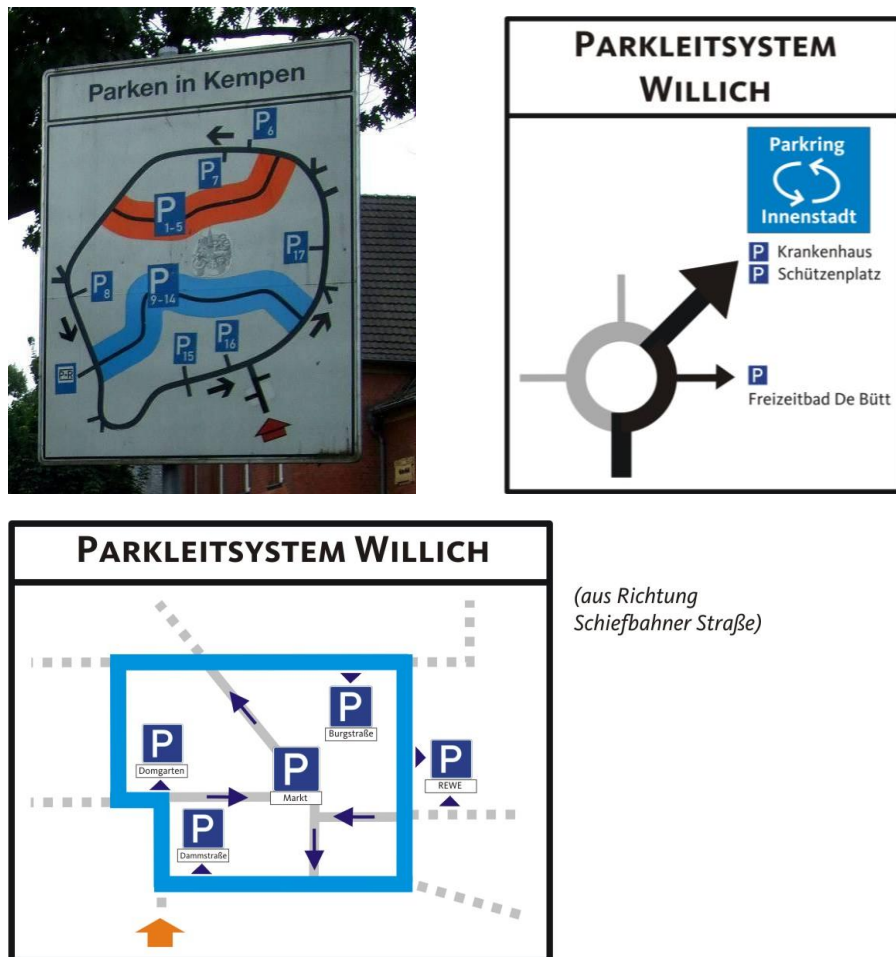 Parken in Kempen
P 6
P 7
P 1-5
P 17
P 8
P 9-14
P 15
P 16
PARKLEITSYSTEM
WILLICH
Parkring
Innenstadt
P Krankenhaus
P Schützenplatz
P
Freizeitbad De Bütt
PARKLEITSYSTEM WILLICH
P
Burgstraße
P
Domgarten
P
Markt
P
REWE
P
Dammstraße
(aus Richtung
Schiefbahner Straße)